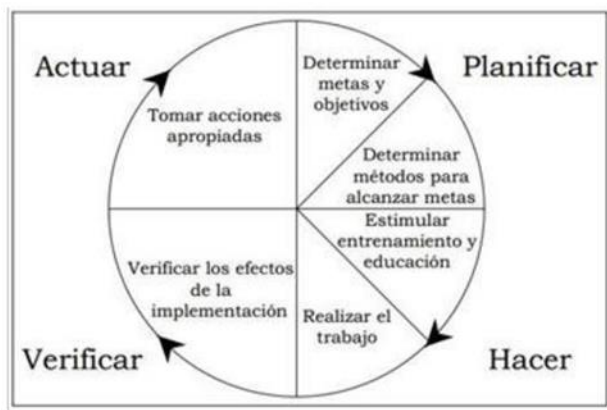 Actuar
Tomar acciones
apropiadas
Determinar
metas y
objetivos
Planificar
Determinar
métodos para
alcanzar metas
Estimular
entrenamiento y
educación
Verificar los efectos
de la
implementación
Realizar el
trabajo
Verificar
Hacer